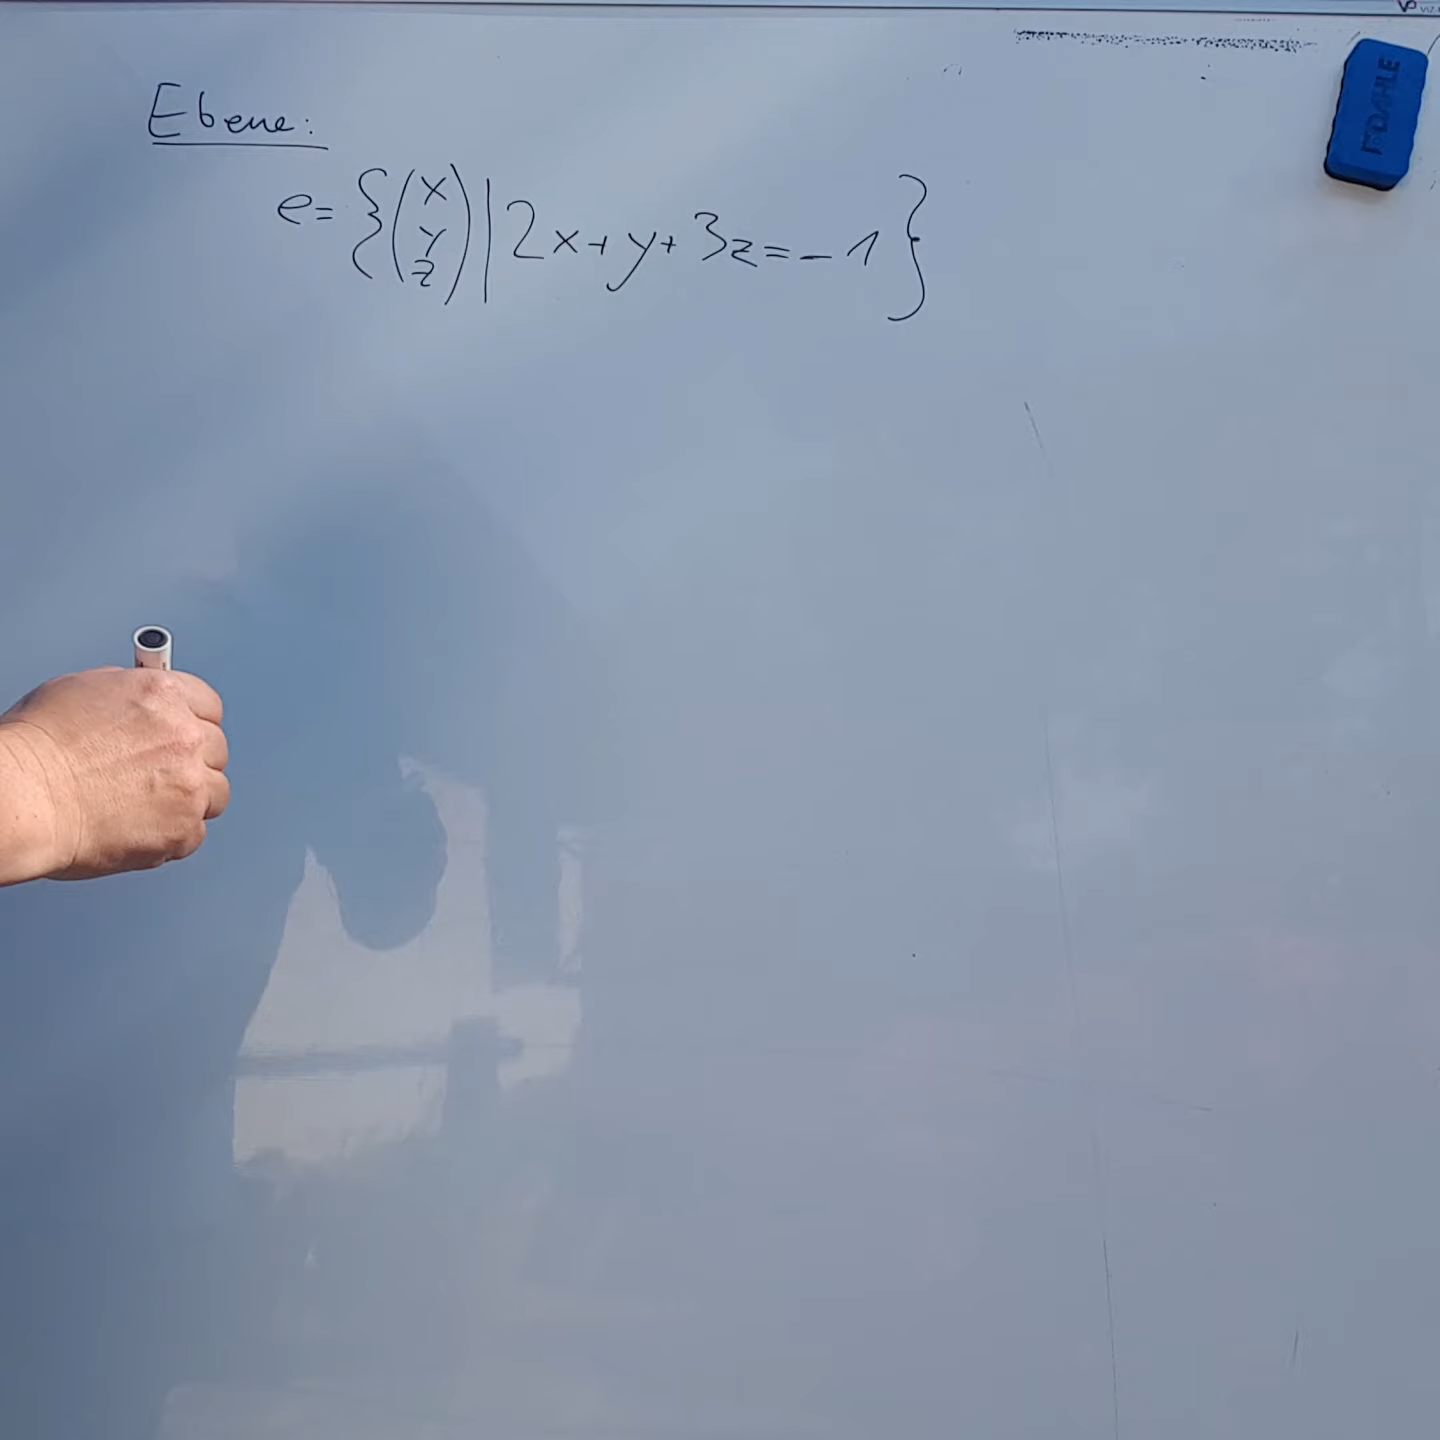 Ebene:
e = { (x y z) | 2x + y + 3z = -1 }
DAHLE